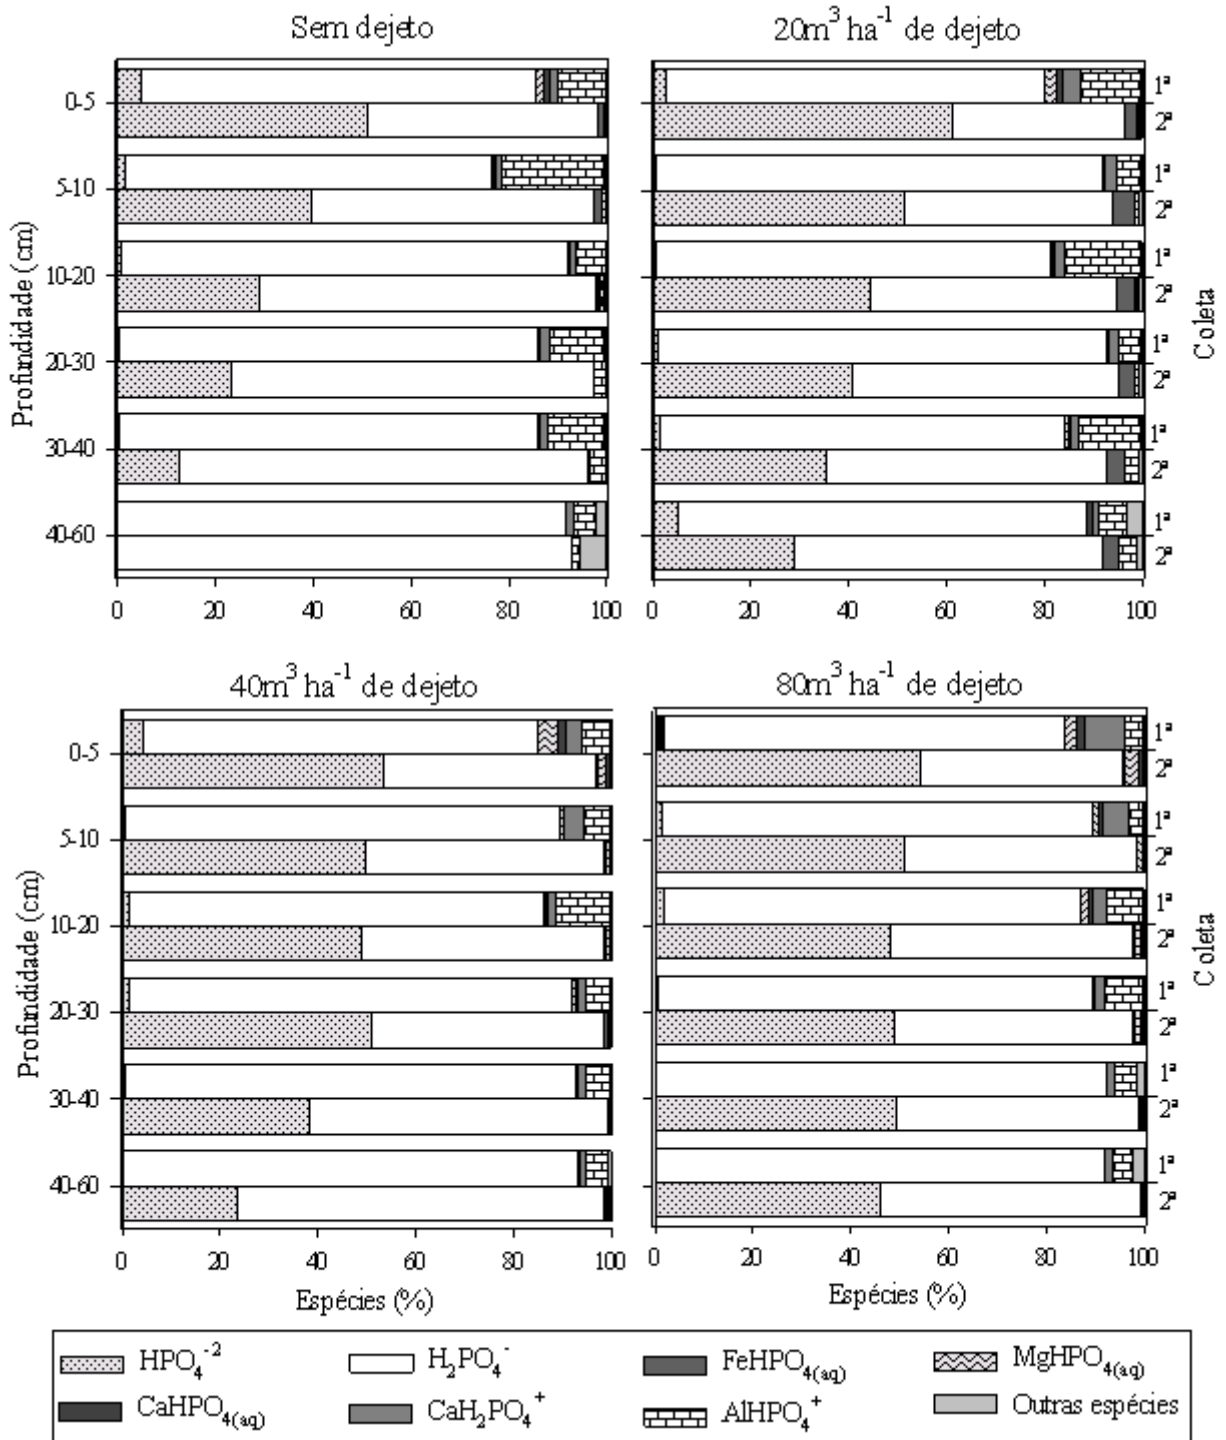 Sem dejeto
20m³ ha⁻¹ de dejeto
Profundidade (cm)
0-5
5-10
10-20
20-30
30-40
40-60
1ª
2ª
1ª
2ª
1ª
2ª
1ª
2ª
1ª
2ª
1ª
2ª
Coleta
0 20 40 60 80 100
0 20 40 60 80 100
40m³ ha⁻¹ de dejeto
80m³ ha⁻¹ de dejeto
Profundidade (cm)
0-5
5-10
10-20
20-30
30-40
40-60
1ª
2ª
1ª
2ª
1ª
2ª
1ª
2ª
1ª
2ª
1ª
2ª
Coleta
0 20 40 60 80 100
0 20 40 60 80 100
Espécies (%)
Espécies (%)
HPO₄⁻² H₂PO₄⁻ FeHPO₄₍aq₎ MgHPO₄₍aq₎
CaHPO₄₍aq₎ CaH₂PO₄⁺ AlHPO₄⁺ Outras espécies